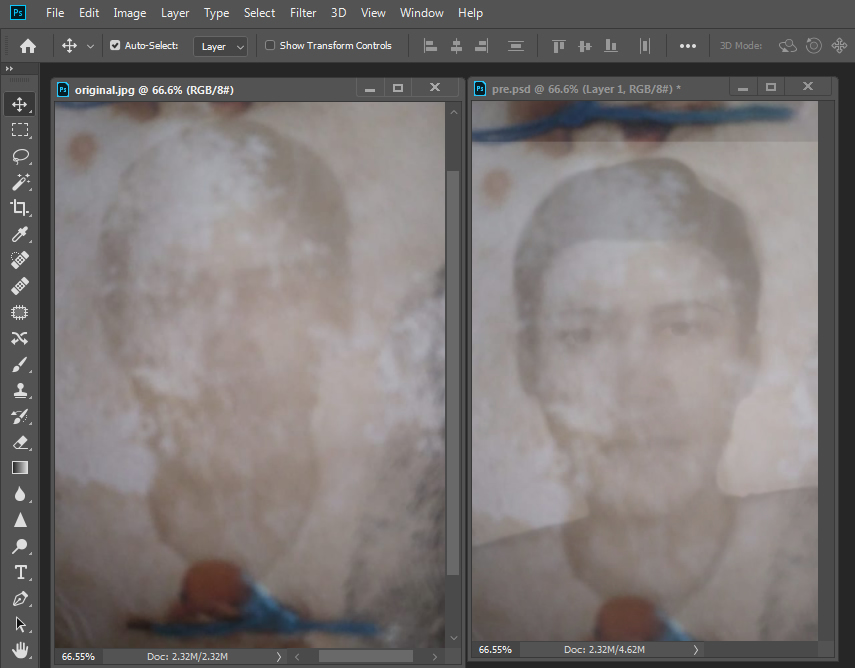 Ps File Edit Image Layer Type Select Filter 3D View Window Help
Auto-Select: Layer Show Transform Controls 3D Mode:
Ps original.jpg @ 66.6% (RGB/8#)
Ps pre.psd @ 66.6% (Layer 1, RGB/8#) *
T
66.55% Doc: 2.32M/2.32M
66.55% Doc: 2.32M/4.62M